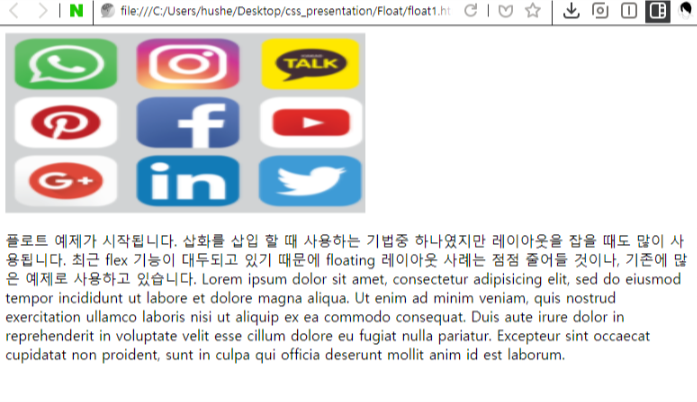 N file:///C:/Users/hushe/Desktop/css_presentation/Float/float1.ht
TALK
f
G+
in
플로트 예제가 시작됩니다. 삽화를 삽입 할 때 사용하는 기법중 하나였지만 레이아웃을 잡을 때도 많이 사
용됩니다. 최근 flex 기능이 대두되고 있기 때문에 floating 레이아웃 사례는 점점 줄어들 것이나, 기존에 많
은 예제로 사용하고 있습니다. Lorem ipsum dolor sit amet, consectetur adipisicing elit, sed do eiusmod
tempor incididunt ut labore et dolore magna aliqua. Ut enim ad minim veniam, quis nostrud
exercitation ullamco laboris nisi ut aliquip ex ea commodo consequat. Duis aute irure dolor in
reprehenderit in voluptate velit esse cillum dolore eu fugiat nulla pariatur. Excepteur sint occaecat
cupidatat non proident, sunt in culpa qui officia deserunt mollit anim id est laborum.